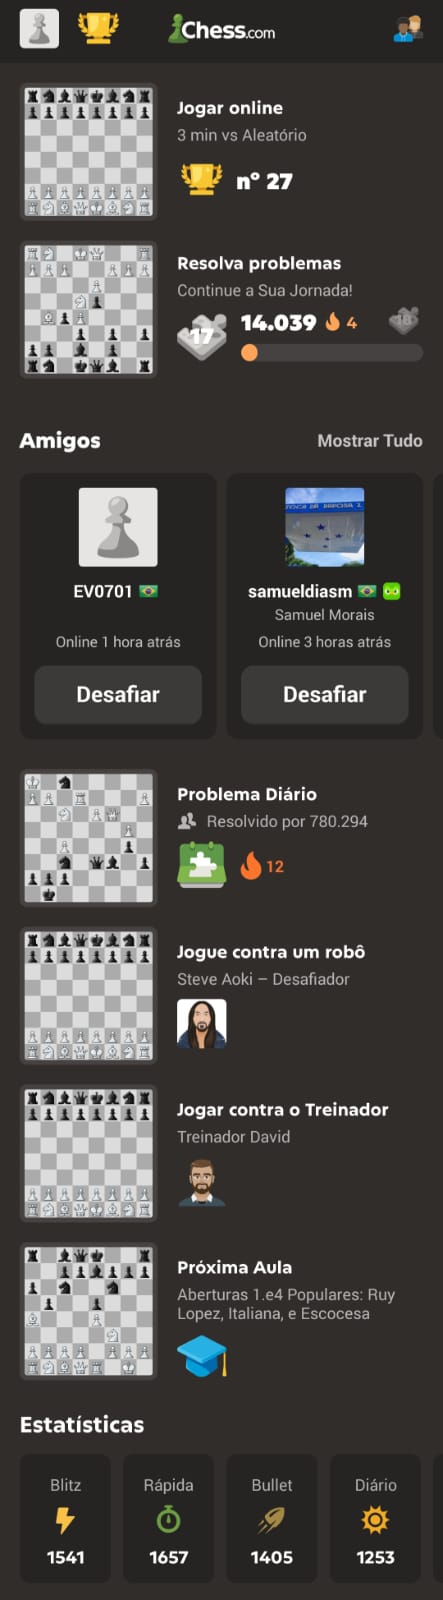 Chess.com
Jogar online
3 min vs Aleatório
nº 27
Resolva problemas
Continue a Sua Jornada!
17
14.039
4
18
Amigos
Mostrar Tudo
EV0701
Online 1 hora atrás
Desafiar
samueldiasm
Samuel Morais
Online 3 horas atrás
Desafiar
Problema Diário
Resolvido por 780.294
12
Jogue contra um robô
Steve Aoki – Desafiador
Jogar contra o Treinador
Treinador David
Próxima Aula
Aberturas 1.e4 Populares: Ruy
Lopez, Italiana, e Escocesa
Estatísticas
Blitz
1541
Rápida
1657
Bullet
1405
Diário
1253